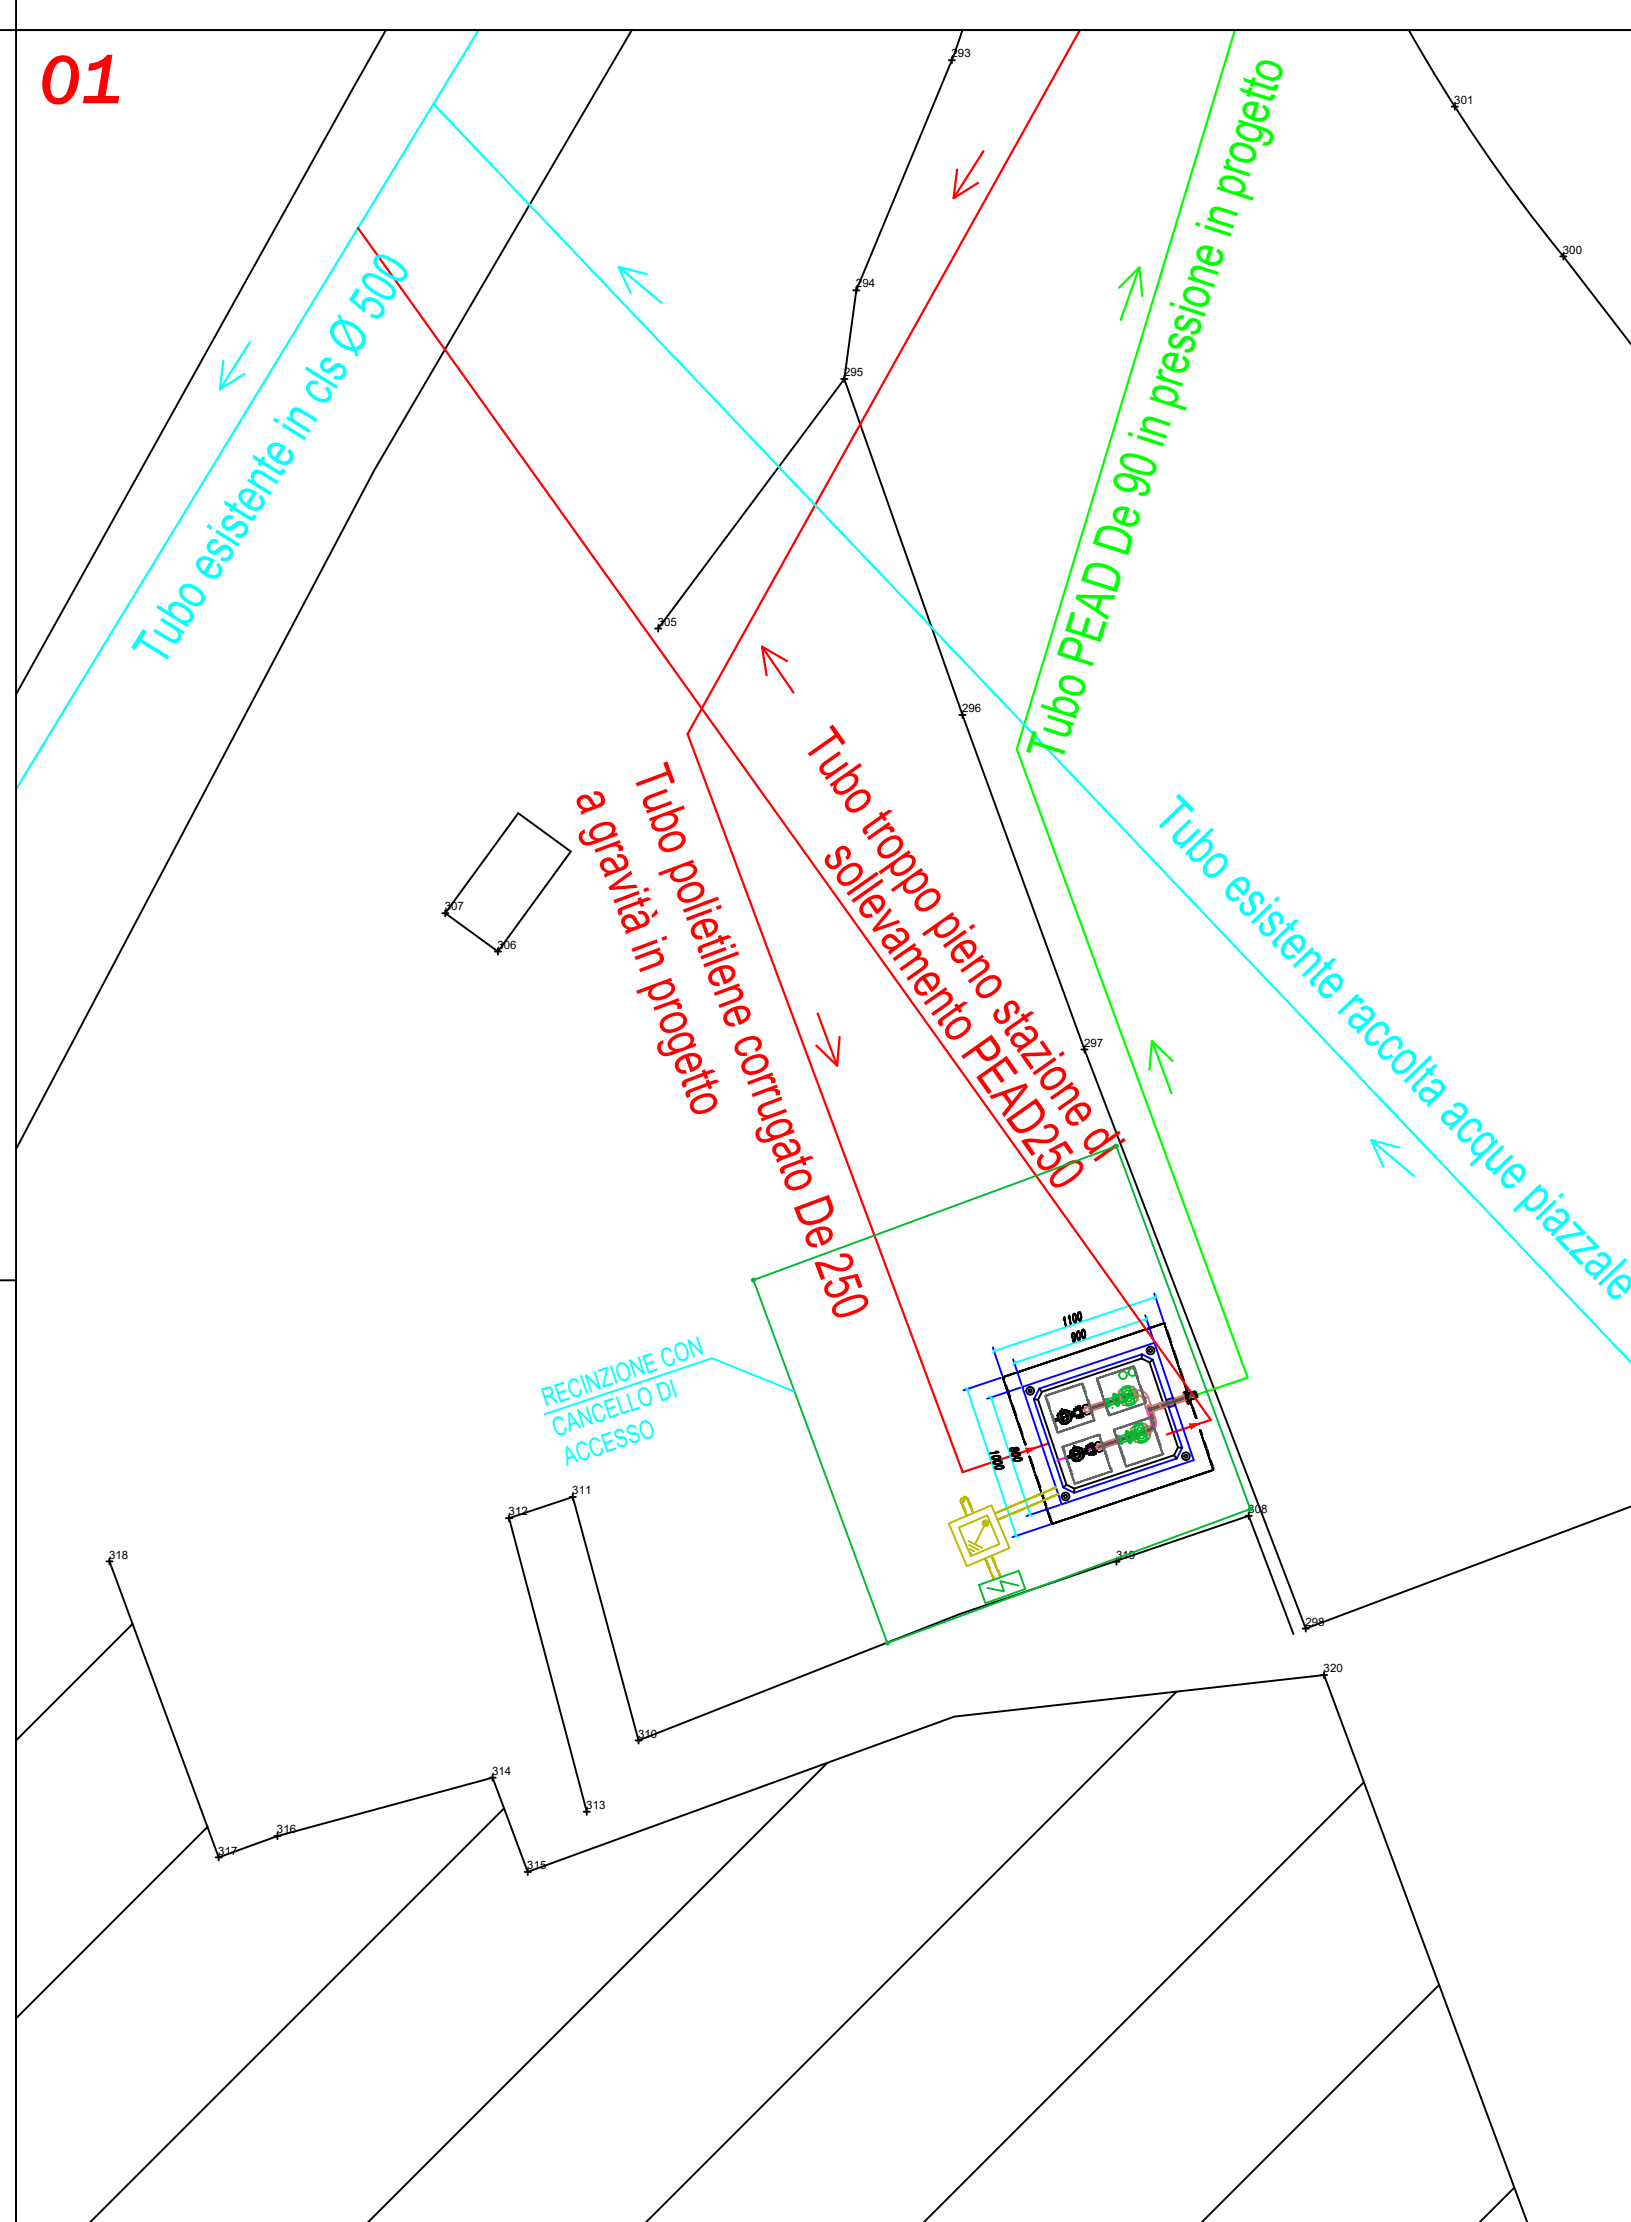 01
293
301
300
294
295
Tubo esistente in cls Ø 500
Tubo PEAD De 90 in pressione in progetto
305
296
Tubo troppo pieno stazione di
sollevamento PEAD250
Tubo polietilene corrugato De 250
a gravità in progetto
Tubo esistente raccolta acque piazzale
307
306
297
1100
900
RECINZIONE CON
CANCELLO DI
ACCESSO
1000
800
311
312
308
319
318
298
320
310
314
313
316
317
315